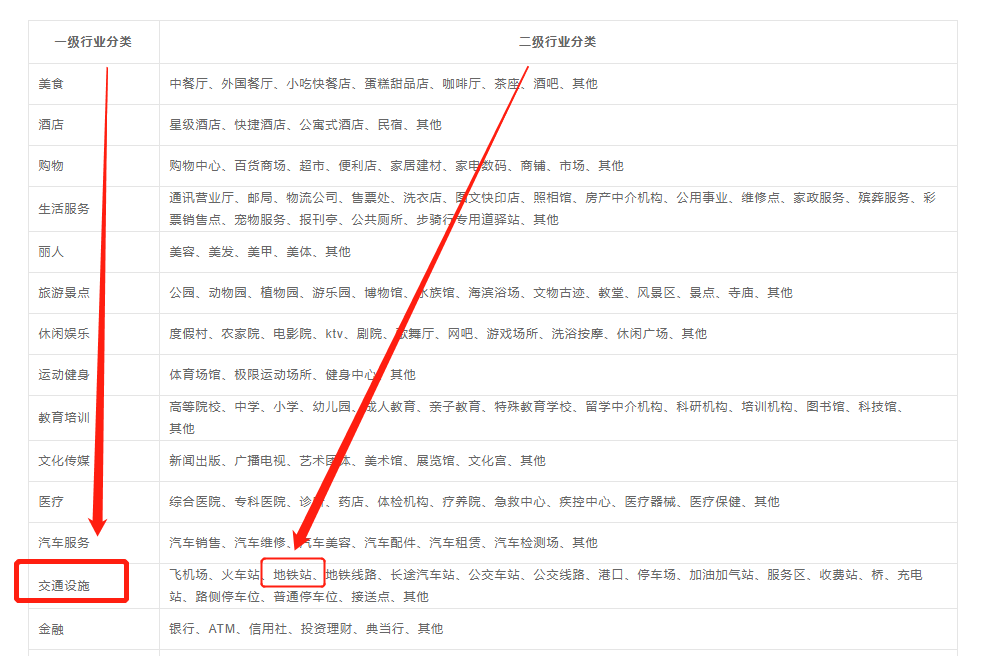 一级行业分类 二级行业分类
美食 中餐厅、外国餐厅、小吃快餐店、蛋糕甜品店、咖啡厅、茶座、酒吧、其他
酒店 星级酒店、快捷酒店、公寓式酒店、民宿、其他
购物 购物中心、百货商场、超市、便利店、家居建材、家电数码、商铺、市场、其他
生活服务 通讯营业厅、邮局、物流公司、售票处、洗衣店、图文快印店、照相馆、房产中介机构、公用事业、维修点、家政服务、殡葬服务、彩
票销售点、宠物服务、报刊亭、公共厕所、步骑行专用道驿站、其他
丽人 美容、美发、美甲、美体、其他
旅游景点 公园、动物园、植物园、游乐园、博物馆、水族馆、海滨浴场、文物古迹、教堂、风景区、景点、寺庙、其他
休闲娱乐 度假村、农家院、电影院、ktv、剧院、歌舞厅、网吧、游戏场所、洗浴按摩、休闲广场、其他
运动健身 体育场馆、极限运动场所、健身中心、其他
教育培训 高等院校、中学、小学、幼儿园、成人教育、亲子教育、特殊教育学校、留学中介机构、科研机构、培训机构、图书馆、科技馆、
其他
文化传媒 新闻出版、广播电视、艺术团体、美术馆、展览馆、文化宫、其他
医疗 综合医院、专科医院、诊所、药店、体检机构、疗养院、急救中心、疾控中心、医疗器械、医疗保健、其他
汽车服务 汽车销售、汽车维修、汽车美容、汽车配件、汽车租赁、汽车检测场、其他
交通设施 飞机场、火车站、地铁站、地铁线路、长途汽车站、公交车站、公交线路、港口、停车场、加油加气站、服务区、收费站、桥、充电
站、路侧停车位、普通停车位、接送点、其他
金融 银行、ATM、信用社、投资理财、典当行、其他